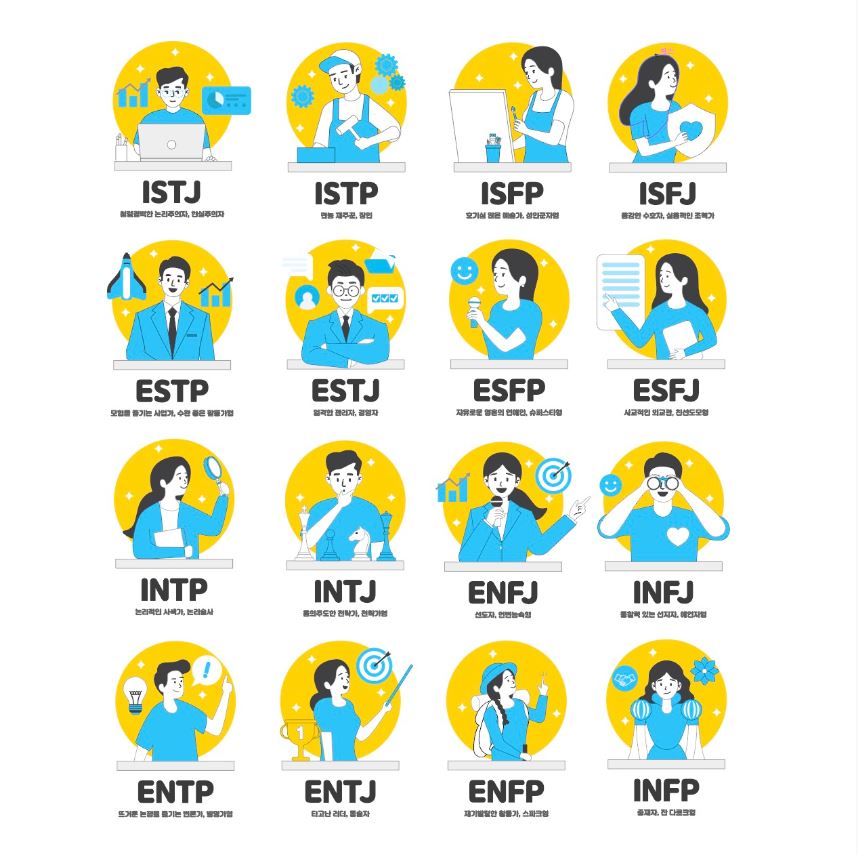 ISTJ
ISTP
ISFP
ISFJ
청렴결백한 논리주의자, 현실주의자
만능 재주꾼, 장인
호기심 많은 예술가, 성인군자형
용감한 수호자, 실용적인 조력가
ESTP
ESTJ
ESFP
ESFJ
모험을 즐기는 사업가, 수완 좋은 활동가형
엄격한 관리자, 경영자
자유로운 영혼의 연예인, 슈퍼스타형
사교적인 외교관, 친선도모형
INTP
INTJ
ENFJ
INFJ
논리적인 사색가, 논리술사
용의주도한 전략가, 전략가형
선도자, 언변능숙형
통찰력 있는 선지자, 예언자형
!
1
ENTP
ENTJ
ENFP
INFP
뜨거운 논쟁을 즐기는 변론가, 발명가형
타고난 리더, 통솔자
재기발랄한 활동가, 스파크형
중재자, 잔 다르크형